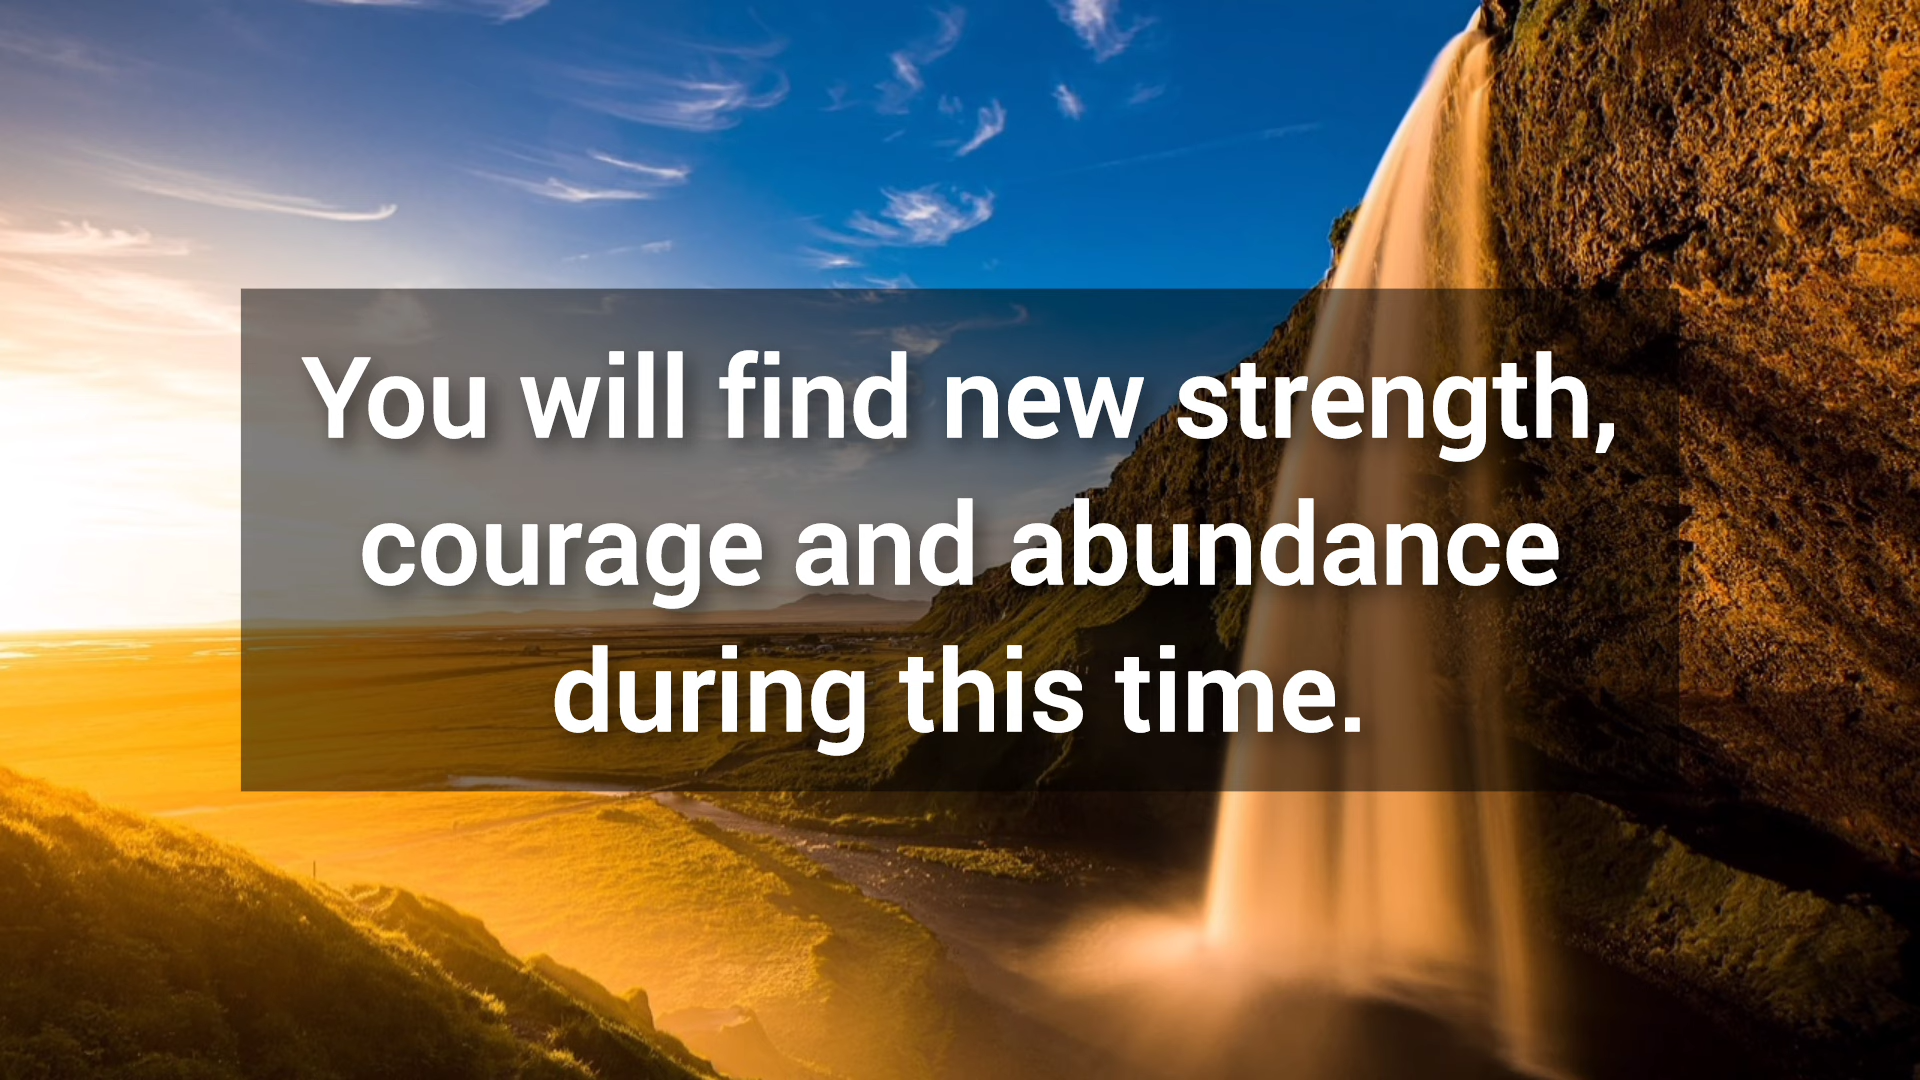 You will find new strength,
courage and abundance
during this time.